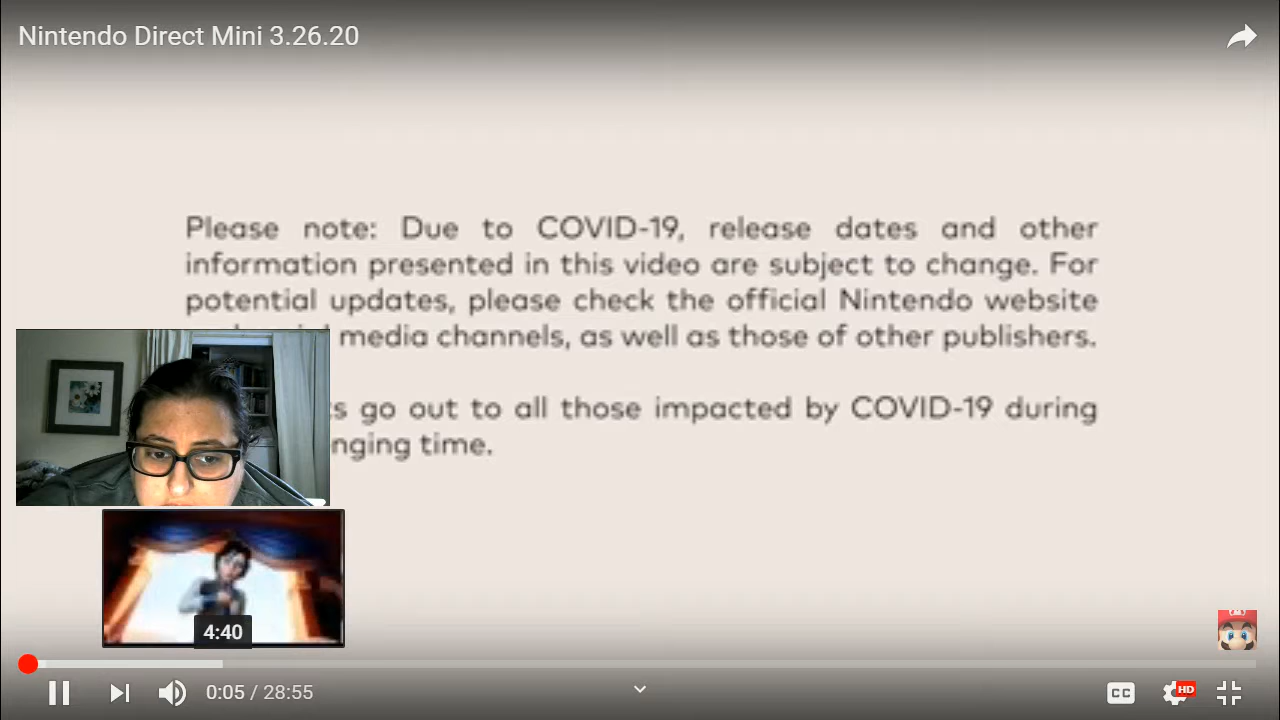 Nintendo Direct Mini 3.26.20
Please note: Due to COVID-19, release dates and other
information presented in this video are subject to change. For
potential updates, please check the official Nintendo website
media channels, as well as those of other publishers.
go out to all those impacted by COVID-19 during
time.
4:40
0:05 / 28:55
CC
HD